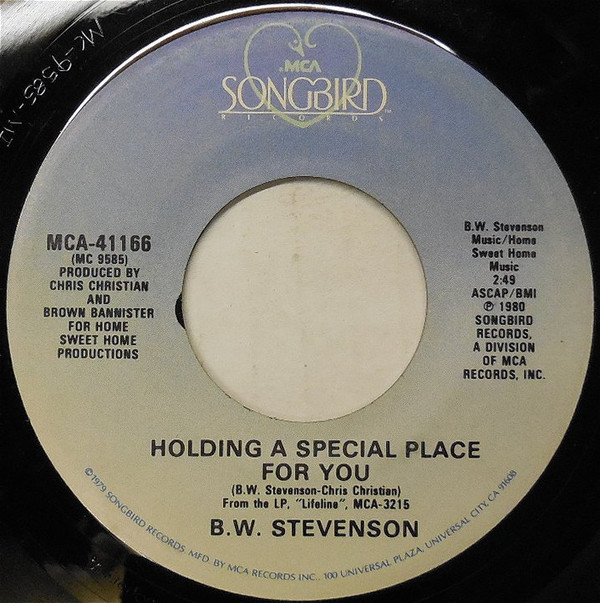 MC-9585-
MCA
SONGBIRD™
RECORDS
MCA-41166
(MC 9585)
PRODUCED BY
CHRIS CHRISTIAN
AND
BROWN BANNISTER
FOR HOME
SWEET HOME
PRODUCTIONS
B.W. Stevenson
Music/Home
Sweet Home
Music
2:49
ASCAP/BMI
℗ 1980
SONGBIRD
RECORDS,
A DIVISION
OF MCA
RECORDS, INC.
HOLDING A SPECIAL PLACE
FOR YOU
(B.W. Stevenson-Chris Christian)
From the LP, "Lifeline", MCA-3215
B.W. STEVENSON
©1979 SONGBIRD RECORDS. MFD. BY MCA RECORDS INC., 100 UNIVERSAL PLAZA, UNIVERSAL CITY, CA 91608